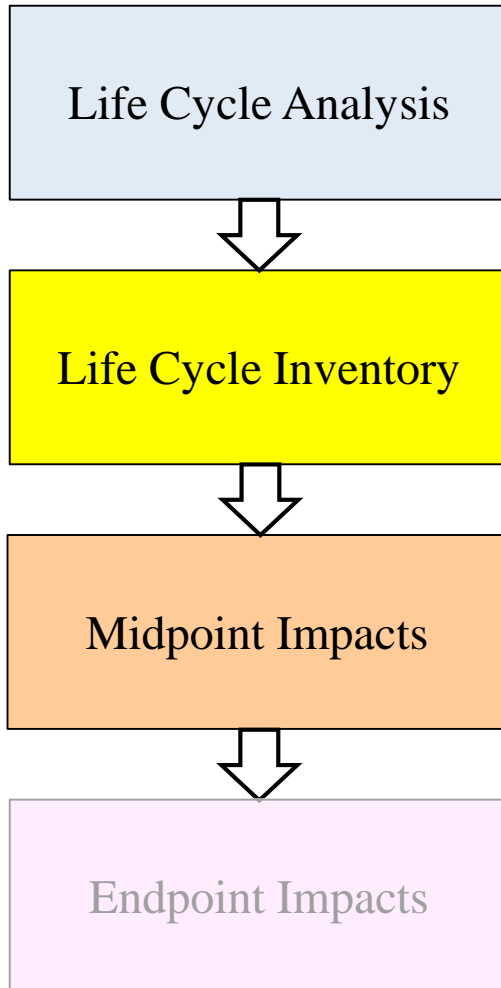 Life Cycle Analysis
Life Cycle Inventory
Midpoint Impacts
Endpoint Impacts